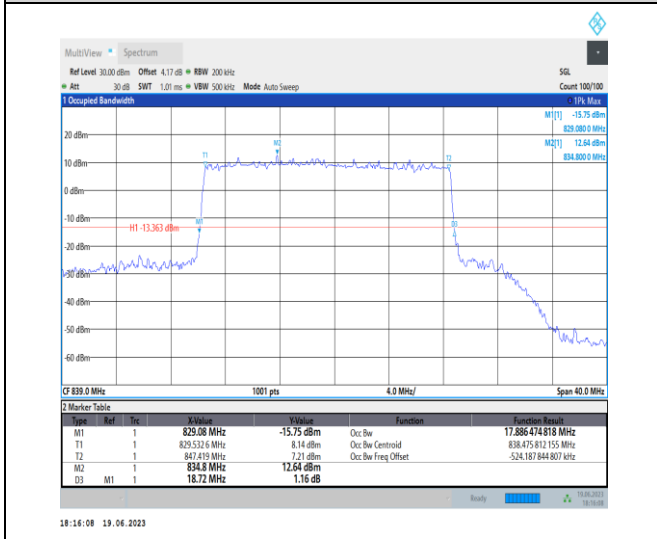 MultiView Spectrum
Ref Level 30.00 dBm Offset 4.17 dB RBW 200 kHz SGL
Att 30 dB SWT 1.01 ms VBW 500 kHz Mode Auto Sweep Count 100/100
1 Occupied Bandwidth 1Pk Max
M1[1] -15.75 dBm
829.080 0 MHz
M2[1] 12.64 dBm
834.800 0 MHz
20 dBm
M2
T1 T2
10 dBm
0 dBm
-10 dBm
M1 D3
H1 -13.363 dBm
-20 dBm
-30 dBm
-40 dBm
-50 dBm
-60 dBm
CF 839.0 MHz 1001 pts 4.0 MHz/ Span 40.0 MHz
2 Marker Table
Type Ref Trc X-Value Y-Value Function Function Result
M1 1 829.08 MHz -15.75 dBm Occ Bw 17.886 474 818 MHz
T1 1 829.532 6 MHz 8.14 dBm Occ Bw Centroid 838.475 812 155 MHz
T2 1 847.419 MHz 7.21 dBm Occ Bw Freq Offset -524.187 844 807 kHz
M2 1 834.8 MHz 12.64 dBm
D3 M1 1 18.72 MHz 1.16 dB
Ready 19.06.2023
18:16:08
18:16:08 19.06.2023